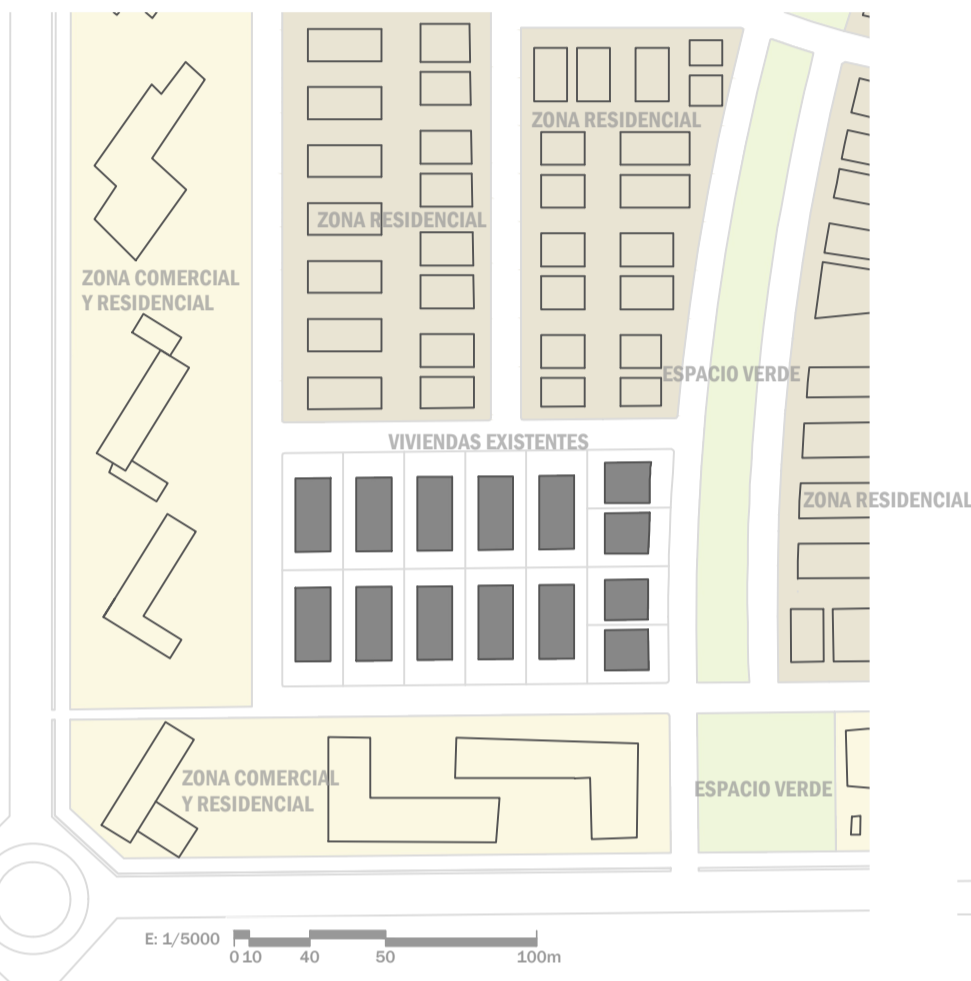 ZONA RESIDENCIAL
ZONA RESIDENCIAL
ZONA COMERCIAL
Y RESIDENCIAL
ESPACIO VERDE
VIVIENDAS EXISTENTES
ZONA RESIDENCIAL
ZONA COMERCIAL
Y RESIDENCIAL
ESPACIO VERDE
E: 1/5000
0 10 40 50 100m